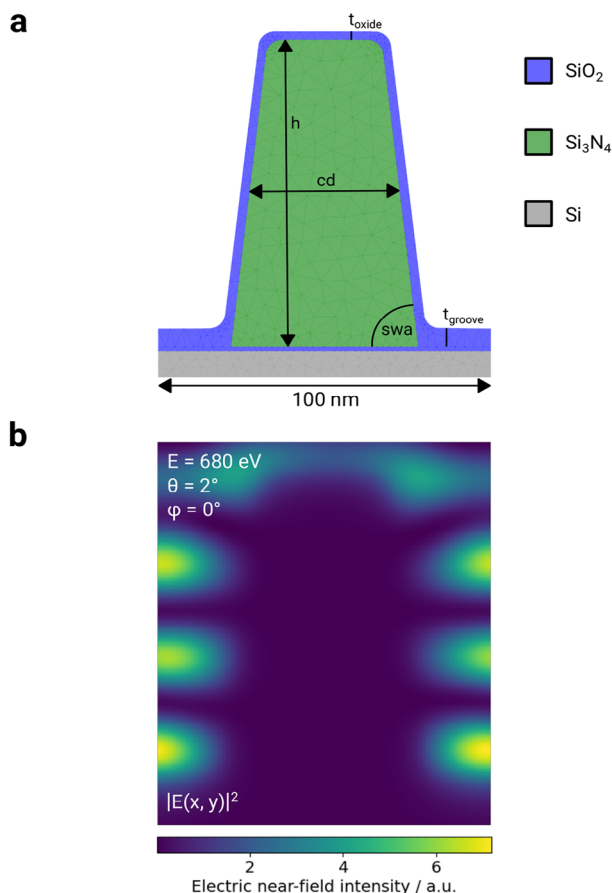 a
t_oxide
SiO₂
h
Si₃N₄
cd
Si
t_groove
swa
100 nm
b
E = 680 eV
θ = 2°
φ = 0°
|E(x, y)|²
2 4 6
Electric near-field intensity / a.u.